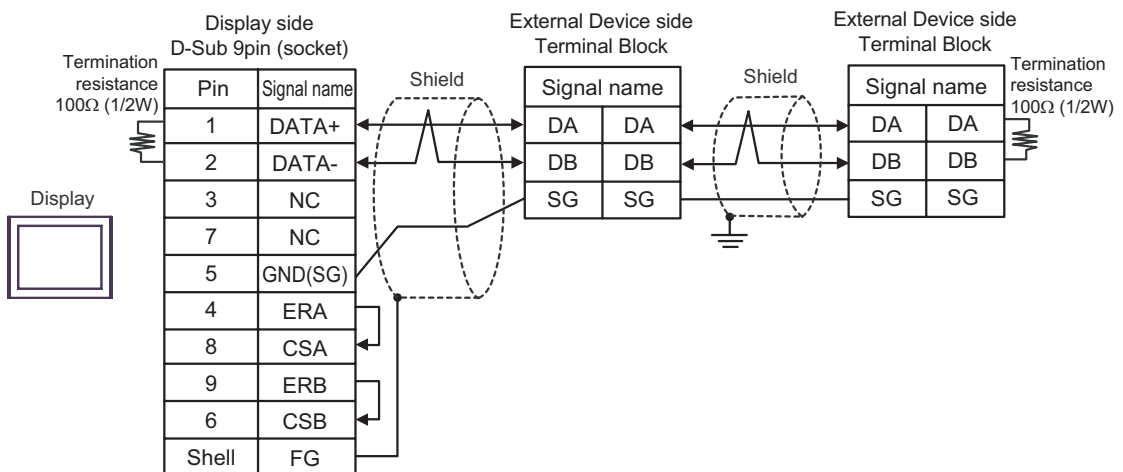 Display side
D-Sub 9pin (socket)
External Device side
Terminal Block
External Device side
Terminal Block
Termination
resistance
100Ω (1/2W)
Termination
resistance
100Ω (1/2W)
Shield
Shield
Display
Pin Signal name
1 DATA+
2 DATA-
3 NC
7 NC
5 GND(SG)
4 ERA
8 CSA
9 ERB
6 CSB
Shell FG
Signal name
DA DA
DB DB
SG SG
Signal name
DA DA
DB DB
SG SG